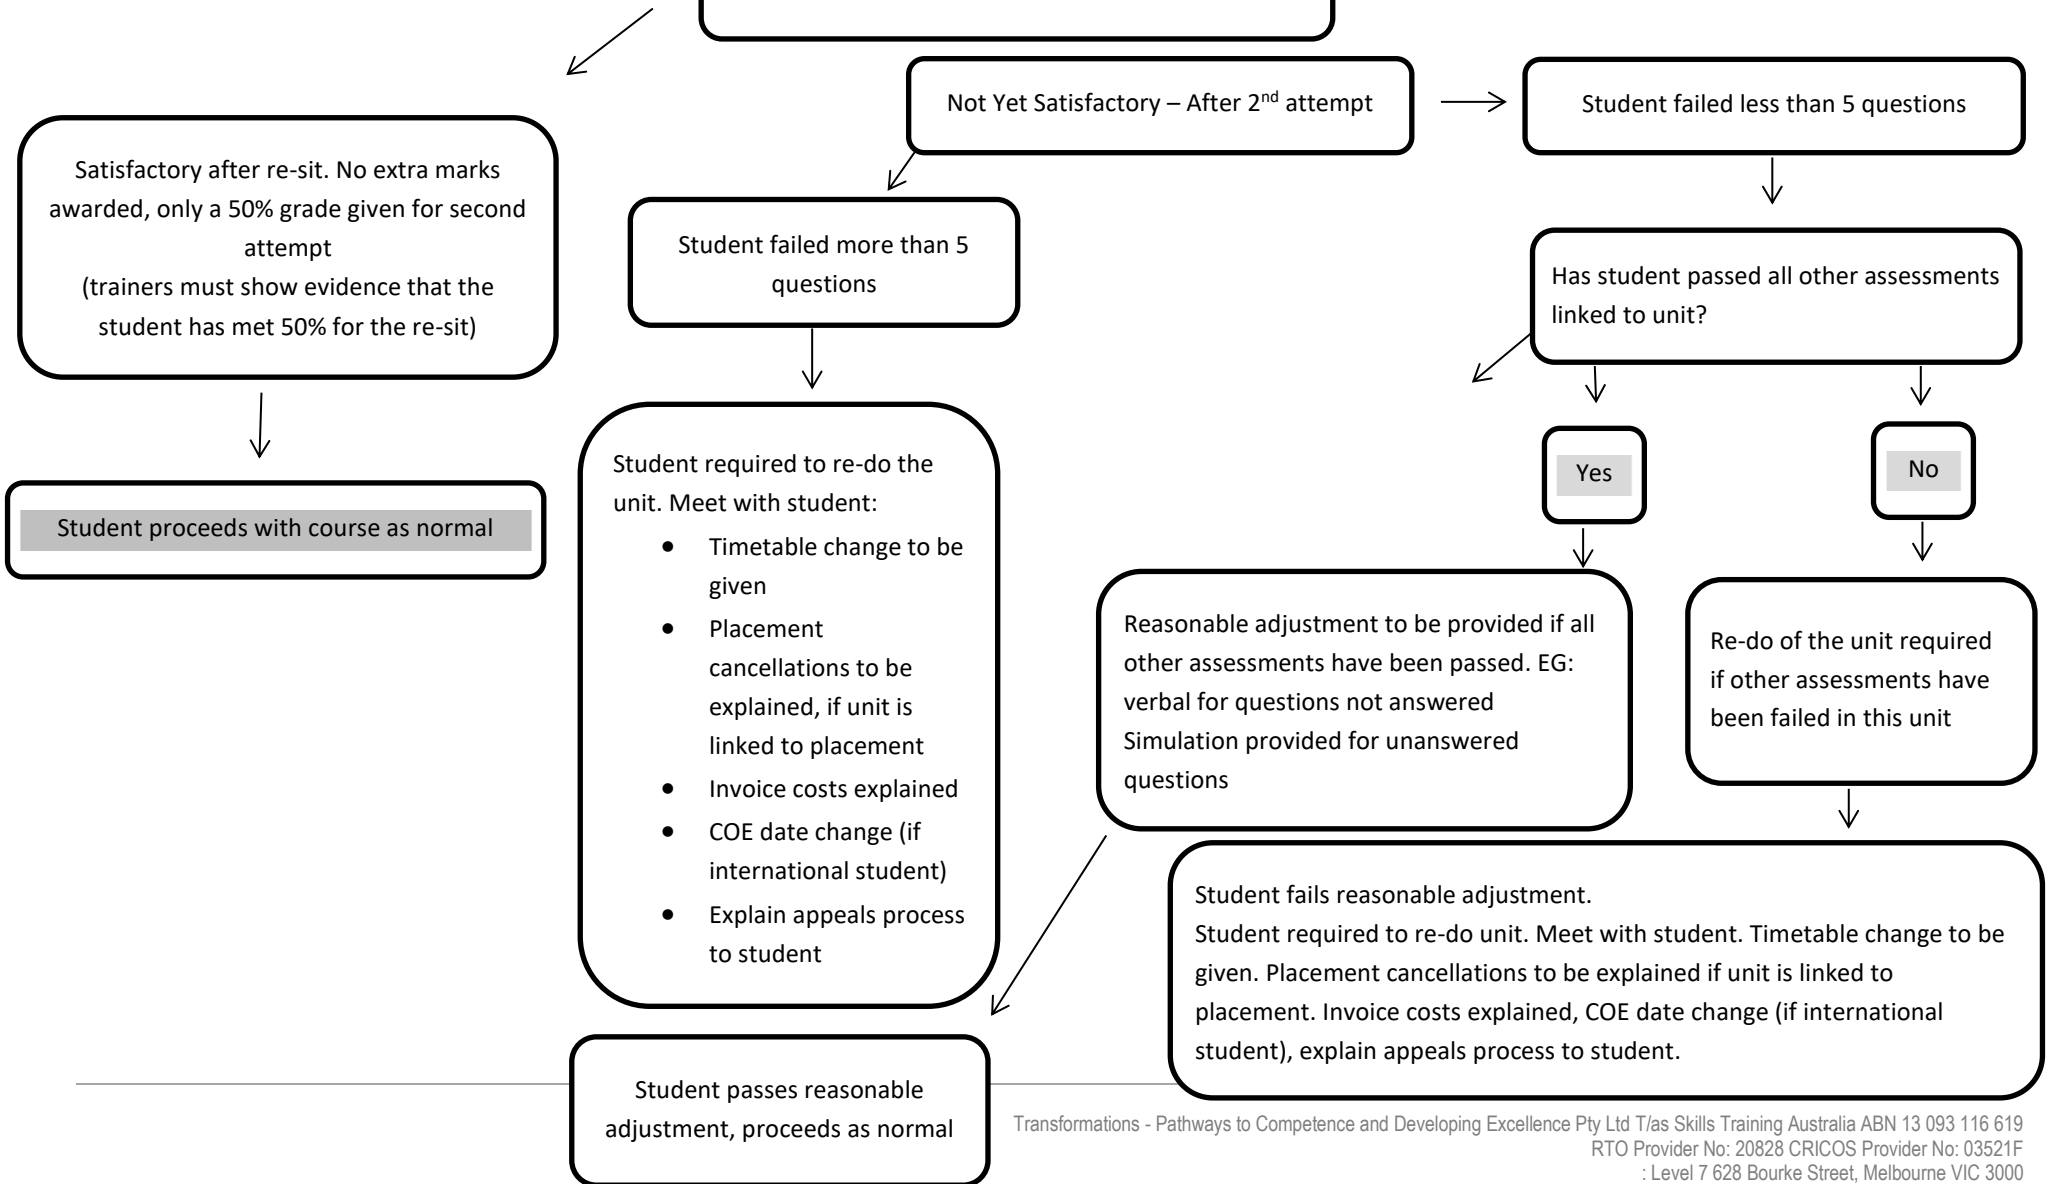 Not Yet Satisfactory – After 2nd attempt
Student failed less than 5 questions
Satisfactory after re-sit. No extra marks
awarded, only a 50% grade given for second
attempt
(trainers must show evidence that the
student has met 50% for the re-sit)
Student failed more than 5
questions
Has student passed all other assessments
linked to unit?
Student proceeds with course as normal
Student required to re-do the
unit. Meet with student:
• Timetable change to be
given
• Placement
cancellations to be
explained, if unit is
linked to placement
• Invoice costs explained
• COE date change (if
international student)
• Explain appeals process
to student
Yes
No
Reasonable adjustment to be provided if all
other assessments have been passed. EG:
verbal for questions not answered
Simulation provided for unanswered
questions
Re-do of the unit required
if other assessments have
been failed in this unit
Student fails reasonable adjustment.
Student required to re-do unit. Meet with student. Timetable change to be
given. Placement cancellations to be explained if unit is linked to
placement. Invoice costs explained, COE date change (if international
student), explain appeals process to student.
Student passes reasonable
adjustment, proceeds as normal
Transformations - Pathways to Competence and Developing Excellence Pty Ltd T/as Skills Training Australia ABN 13 093 116 619
RTO Provider No: 20828 CRICOS Provider No: 03521F
: Level 7 628 Bourke Street, Melbourne VIC 3000